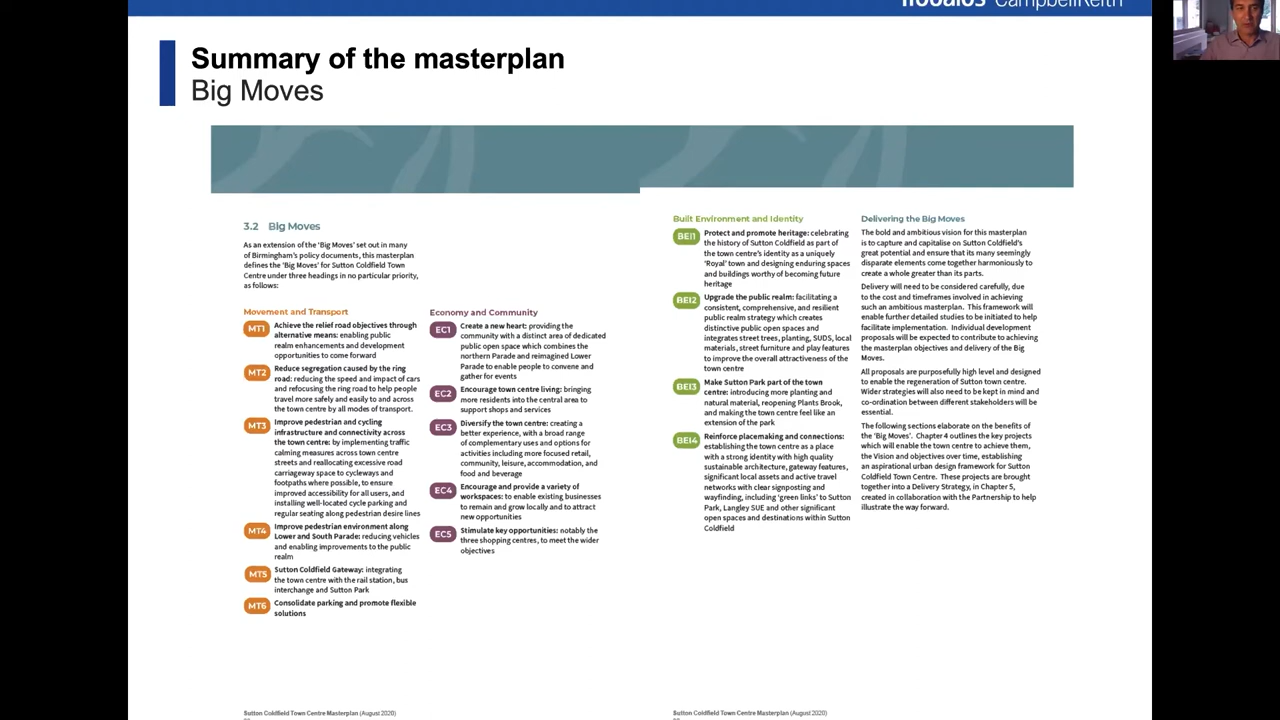 CampbellReith
Summary of the masterplan
Big Moves
3.2 Big Moves
As an extension of the 'Big Moves' set out in many
of Birmingham's policy documents, this masterplan
defines the 'Big Moves' for Sutton Coldfield Town
Centre under three headings in no particular priority,
as follows:
Movement and Transport
MT1 Achieve the relief road objectives through
alternative means: enabling public
realm enhancements and development
opportunities to come forward
MT2 Reduce segregation caused by the ring
road: reducing the speed and impact of cars
and refocusing the ring road to help people
travel more safely and easily to and across
the town centre by all modes of transport.
MT3 Improve pedestrian and cycling
infrastructure and connectivity across
the town centre: by implementing traffic
calming measures across town centre
streets and reallocating excessive road
carriageway space to cycleways and
footpaths where possible, to ensure
improved accessibility for all users, and
installing well-located cycle parking and
regular seating along pedestrian desire lines
MT4 Improve pedestrian environment along
Lower and South Parade: reducing vehicles
and enabling improvements to the public
realm
MT5 Sutton Coldfield Gateway: integrating
the town centre with the rail station, bus
interchange and Sutton Park
MT6 Consolidate parking and promote flexible
solutions
Economy and Community
EC1 Create a new heart: providing the
community with a distinct area of dedicated
public open space which combines the
northern Parade and reimagined Lower
Parade to enable people to convene and
gather for events
EC2 Encourage town centre living: bringing
more residents into the central area to
support shops and services
EC3 Diversify the town centre: creating a
better experience, with a broad range
of complementary uses and options for
activities including more focused retail,
community, leisure, accommodation, and
food and beverage
EC4 Encourage and provide a variety of
workspaces: to enable existing businesses
to remain and grow locally and to attract
new opportunities
EC5 Stimulate key opportunities: notably the
three shopping centres, to meet the wider
objectives
Built Environment and Identity
BEI1 Protect and promote heritage: celebrating
the history of Sutton Coldfield as part of
the town centre's identity as a uniquely
'Royal' town and designing enduring spaces
and buildings worthy of becoming future
heritage
BEI2 Upgrade the public realm: facilitating a
consistent, comprehensive, and resilient
public realm strategy which creates
distinctive public open spaces and
integrates street trees, planting, SUDS, local
materials, street furniture and play features
to improve the overall attractiveness of the
town centre
BEI3 Make Sutton Park part of the town
centre: introducing more planting and
natural material, reopening Plants Brook,
and making the town centre feel like an
extension of the park
BEI4 Reinforce placemaking and connections:
establishing the town centre as a place
with a strong identity with high quality
sustainable architecture, gateway features,
significant local assets and active travel
networks with clear signposting and
wayfinding, including 'green links' to Sutton
Park, Langley SUE and other significant
open spaces and destinations within Sutton
Coldfield
Delivering the Big Moves
The bold and ambitious vision for this masterplan
is to capture and capitalise on Sutton Coldfield's
great potential and ensure that its many seemingly
disparate elements come together harmoniously to
create a whole greater than its parts.
Delivery will need to be considered carefully, due
to the cost and timeframes involved in achieving
such an ambitious masterplan. This framework will
enable further detailed studies to be initiated to help
facilitate implementation. Individual development
proposals will be expected to contribute to achieving
the masterplan objectives and delivery of the Big
Moves.
All proposals are purposefully high level and designed
to enable the regeneration of Sutton town centre.
Wider strategies will also need to be kept in mind and
co-ordination between different stakeholders will be
essential.
The following sections elaborate on the benefits of
the 'Big Moves'. Chapter 4 outlines the key projects
which will enable the town centre to achieve them,
the Vision and objectives over time, establishing
an aspirational urban design framework for Sutton
Coldfield Town Centre. These projects are brought
together into a Delivery Strategy, in Chapter 5,
created in collaboration with the Partnership to help
illustrate the way forward.
Sutton Coldfield Town Centre Masterplan (August 2020)
Sutton Coldfield Town Centre Masterplan (August 2020)